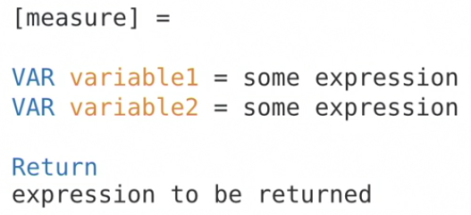 [measure] =
VAR variable1 = some expression
VAR variable2 = some expression
Return
expression to be returned